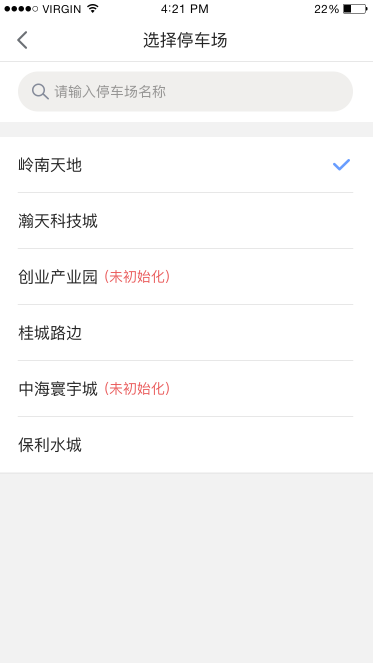 VIRGIN 4:21 PM 22%
选择停车场
请输入停车场名称
岭南天地
瀚天科技城
创业产业园 (未初始化)
桂城路边
中海寰宇城 (未初始化)
保利水城